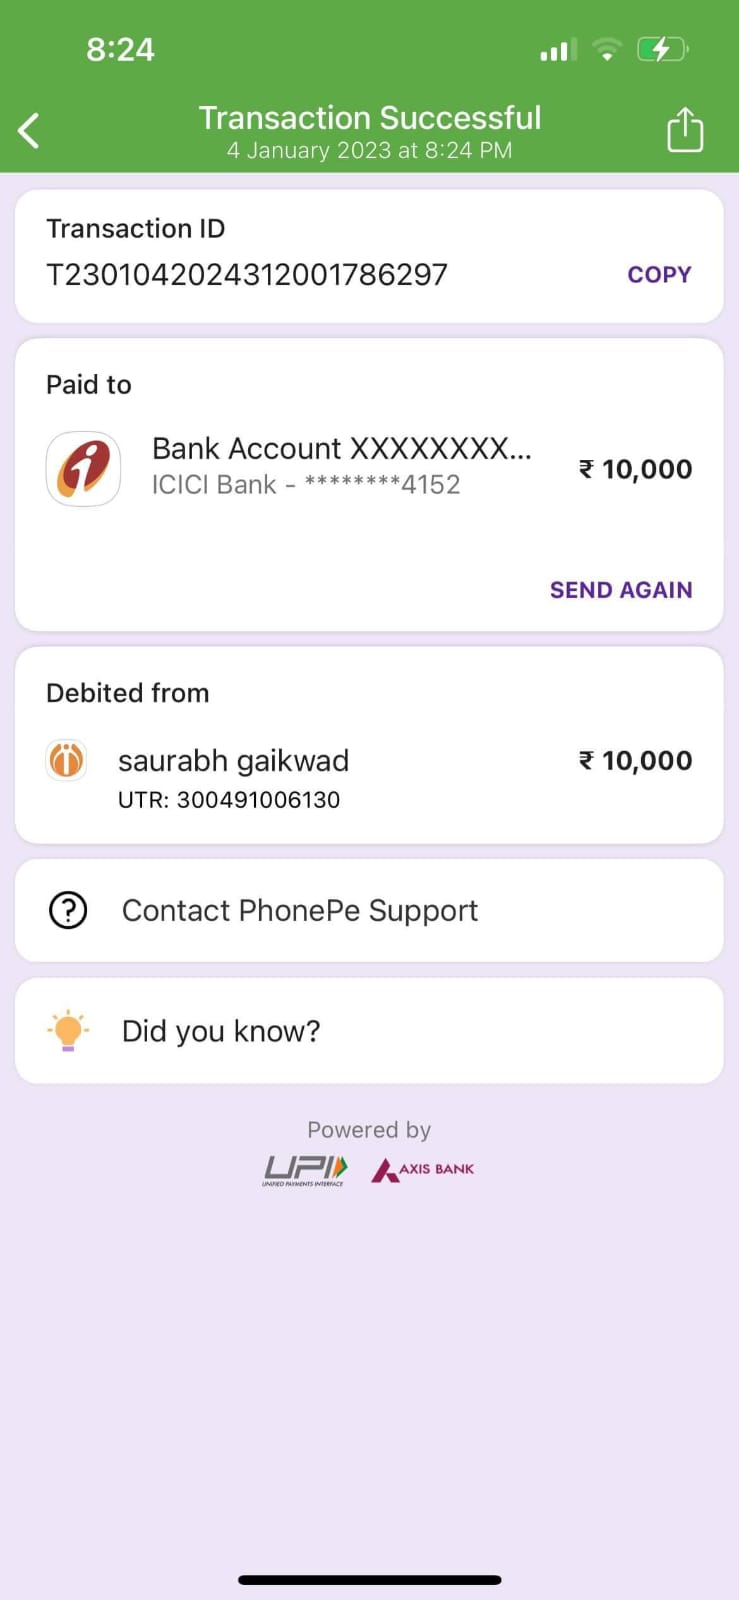 8:24
Transaction Successful
4 January 2023 at 8:24 PM
Transaction ID
T2301042024312001786297
COPY
Paid to
Bank Account XXXXXXXX...
ICICI Bank - ********4152
₹ 10,000
SEND AGAIN
Debited from
saurabh gaikwad
₹ 10,000
UTR: 300491006130
Contact PhonePe Support
Did you know?
Powered by
UPI
UNIFIED PAYMENTS INTERFACE
AXIS BANK